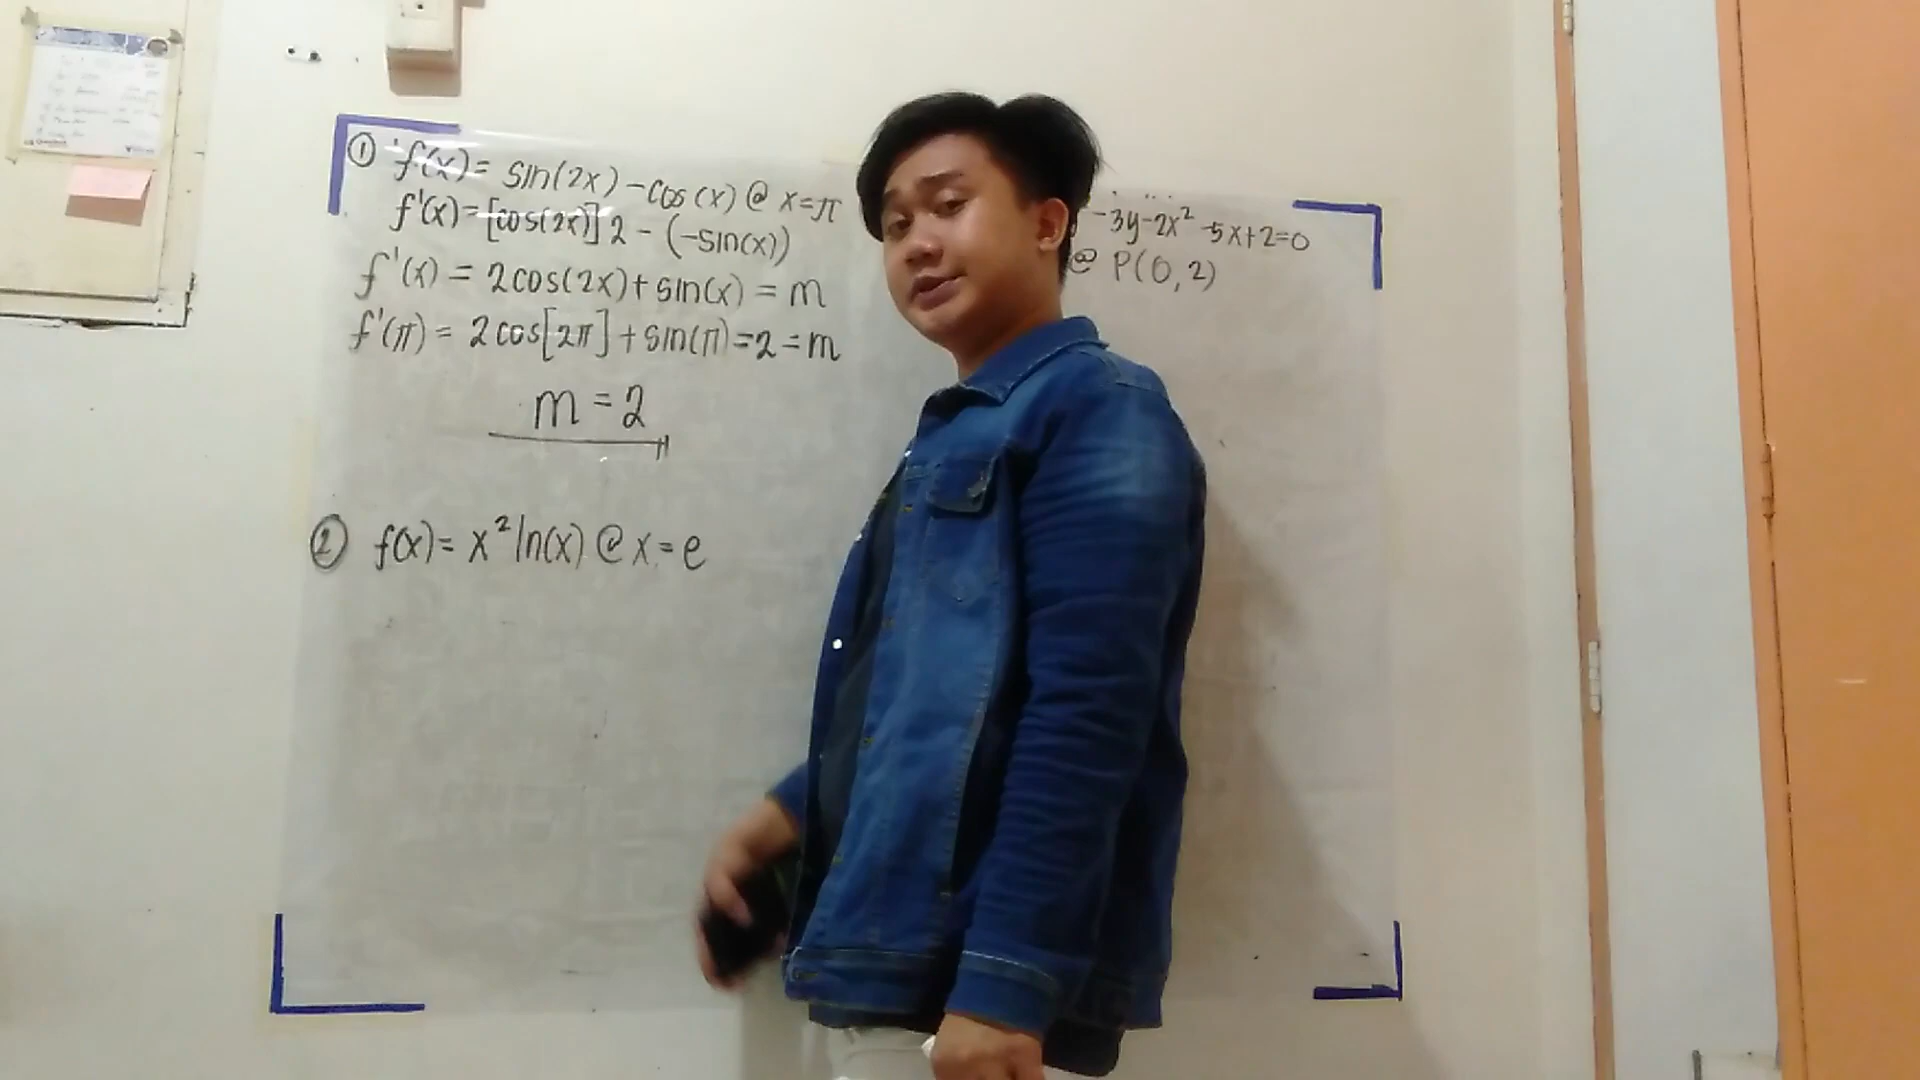 ① f(x) = sin(2x) - cos(x) @ x=π
f'(x) = [cos(2x)] 2 - (-sin(x))
f'(x) = 2cos(2x) + sin(x) = m
f'(π) = 2cos[2π] + sin(π) = 2 = m
m = 2
② f(x) = x² ln(x) @ x = e
-3y-2x²-5x+2=0
@ P(0,2)